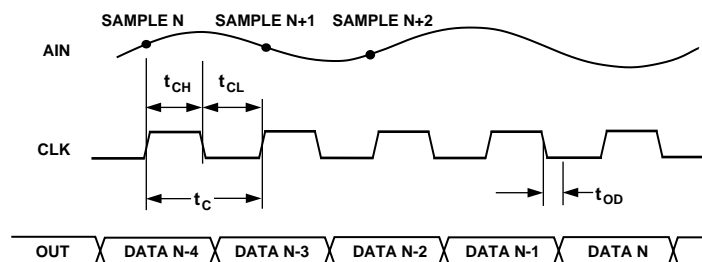 SAMPLE N SAMPLE N+1 SAMPLE N+2
AIN
tCH tCL
CLK
tC
tOD
OUT DATA N-4 DATA N-3 DATA N-2 DATA N-1 DATA N